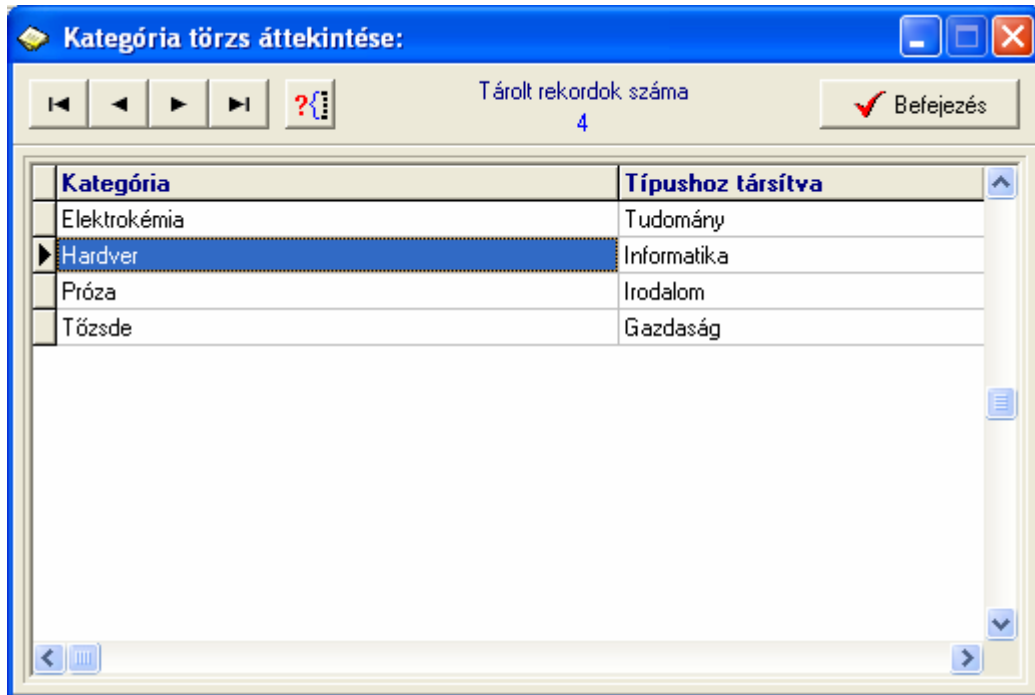 Kategória törzs áttekintése:
?{
Tárolt rekordok száma
4
Befejezés
Kategória Típushoz társítva
Elektrokémia Tudomány
Hardver Informatika
Próza Irodalom
Tőzsde Gazdaság